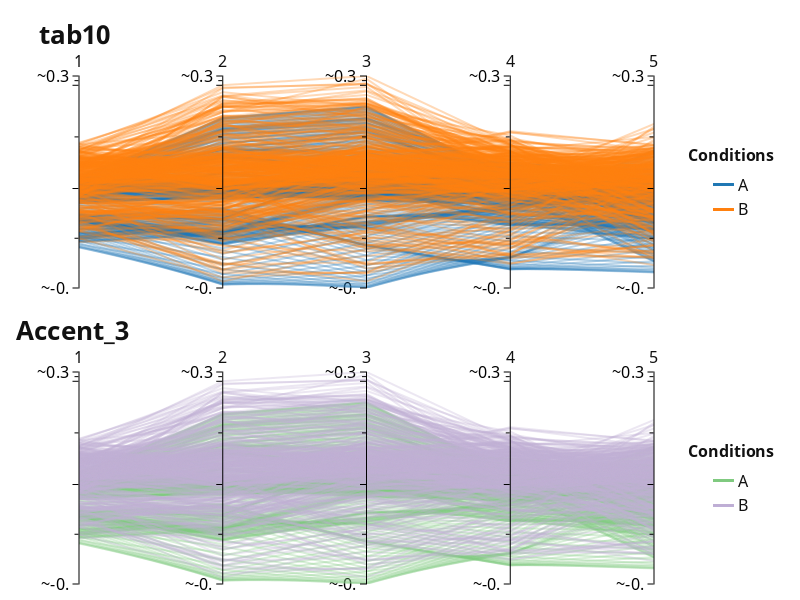 tab10
1 2 3 4 5
~0.3 ~0.3 ~0.3 ~0.3 ~0.3
Conditions
A
B
~-0. ~-0. ~-0. ~-0. ~-0.
Accent_3
1 2 3 4 5
~0.3 ~0.3 ~0.3 ~0.3 ~0.3
Conditions
A
B
~-0. ~-0. ~-0. ~-0. ~-0.